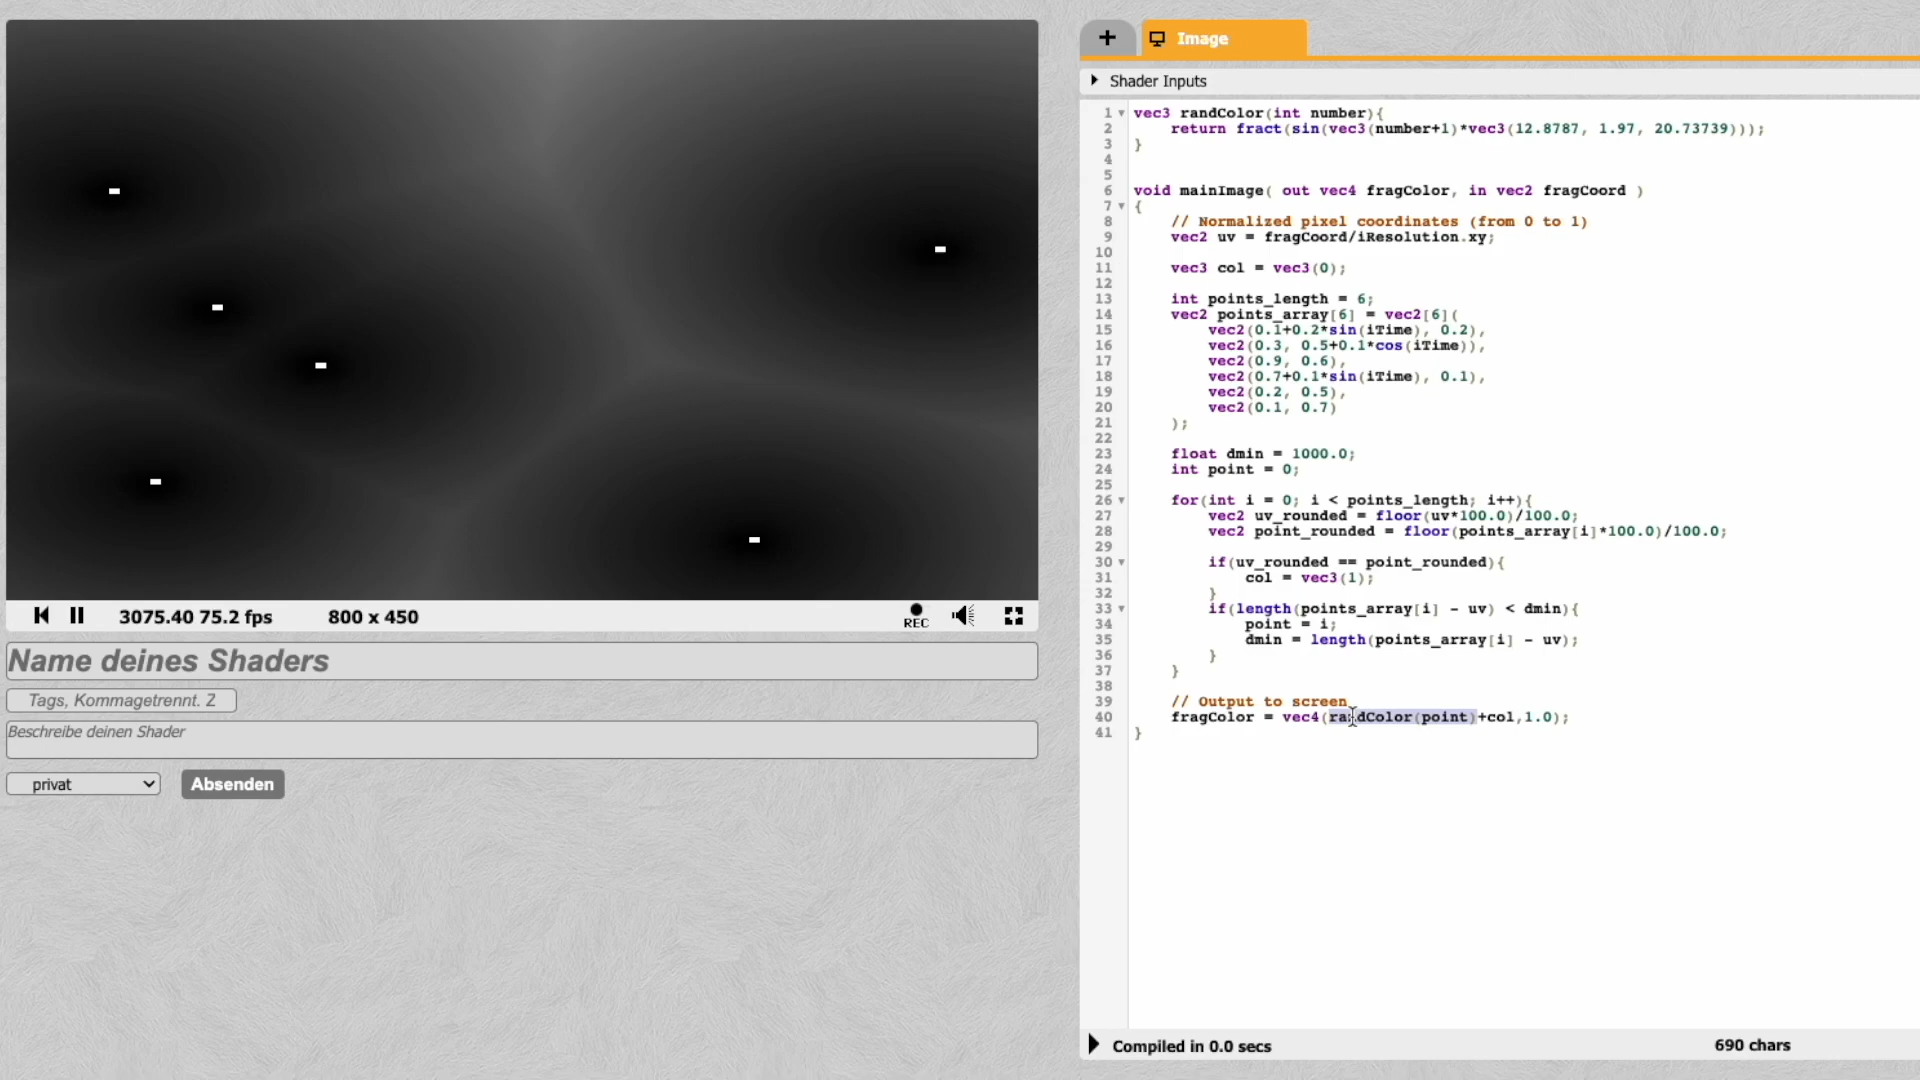 + Image
Shader Inputs
1 vec3 randColor(int number){
2 return fract(sin(vec3(number+1)*vec3(12.8787, 1.97, 20.73739)));
3 }
4
5
6 void mainImage( out vec4 fragColor, in vec2 fragCoord )
7 {
8 // Normalized pixel coordinates (from 0 to 1)
9 vec2 uv = fragCoord/iResolution.xy;
10
11 vec3 col = vec3(0);
12
13 int points_length = 6;
14 vec2 points_array[6] = vec2[6](
15 vec2(0.1+0.2*sin(iTime), 0.2),
16 vec2(0.3, 0.5+0.1*cos(iTime)),
17 vec2(0.9, 0.6),
18 vec2(0.7+0.1*sin(iTime), 0.1),
19 vec2(0.2, 0.5),
20 vec2(0.1, 0.7)
21 );
22
23 float dmin = 1000.0;
24 int point = 0;
25
26 for(int i = 0; i < points_length; i++){
27 vec2 uv_rounded = floor(uv*100.0)/100.0;
28 vec2 point_rounded = floor(points_array[i]*100.0)/100.0;
29
30 if(uv_rounded == point_rounded){
31 col = vec3(1);
32 }
33 if(length(points_array[i] - uv) < dmin){
34 point = i;
35 dmin = length(points_array[i] - uv);
36 }
37 }
38
39 // Output to screen
40 fragColor = vec4(randColor(point)+col,1.0);
41 }
Compiled in 0.0 secs 690 chars
3075.40 75.2 fps 800 x 450 REC
Name deines Shaders
Tags, Kommagetrennt. Z
Beschreibe deinen Shader
privat Absenden